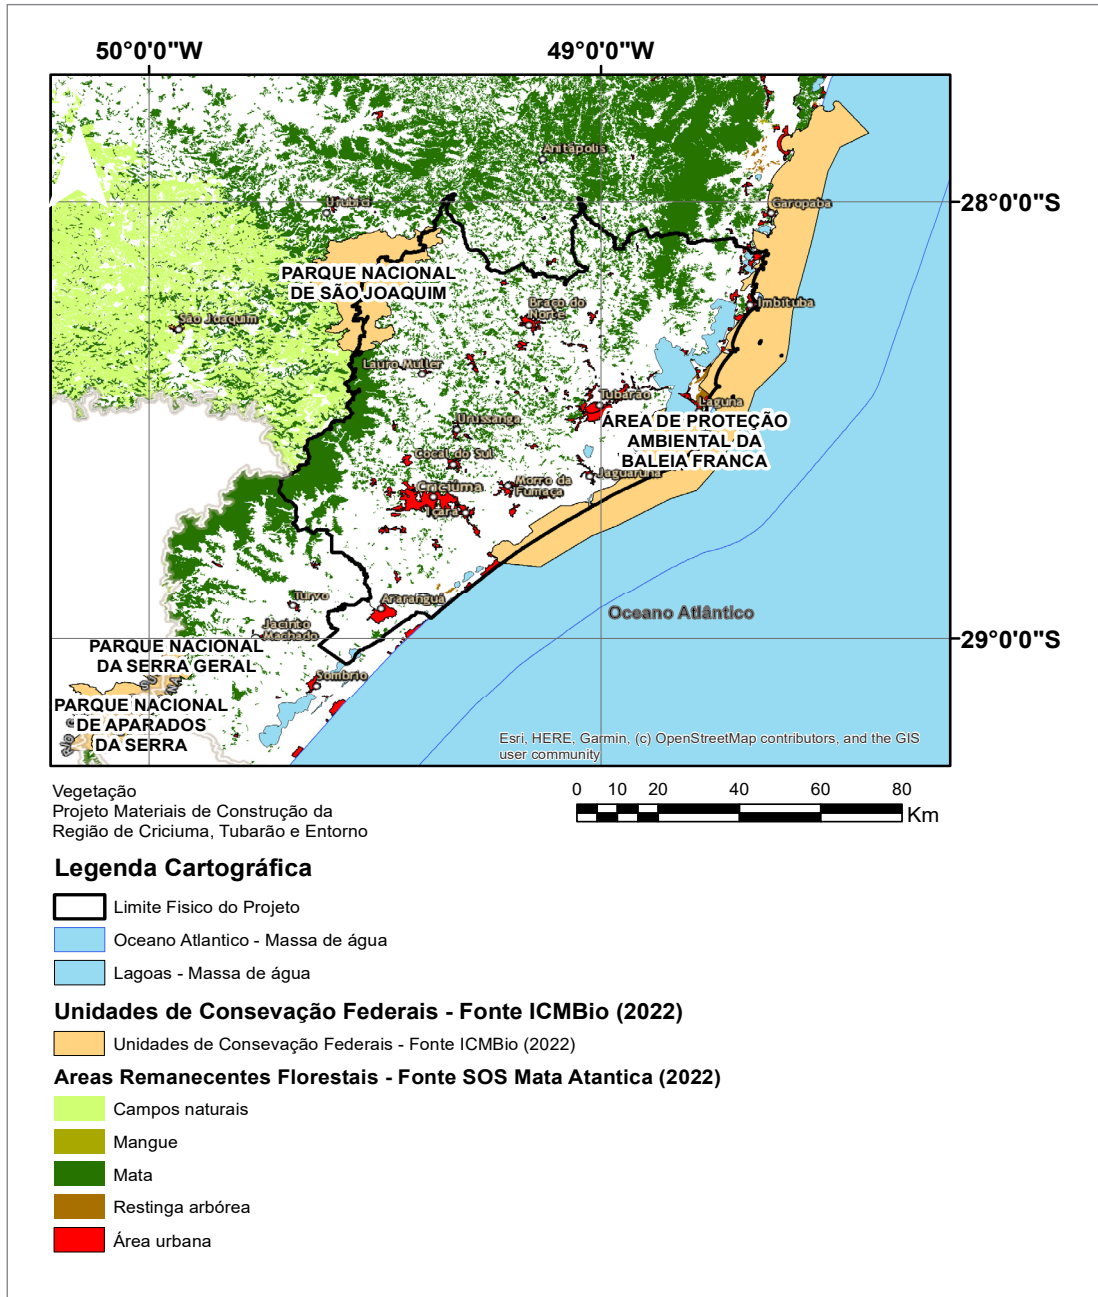 50°0'0"W
49°0'0"W
28°0'0"S
29°0'0"S
Anitápolis
Urubici
Garopaba
PARQUE NACIONAL
DE SÃO JOAQUIM
Imbituba
Braço do
Norte
São Joaquim
Lauro Muller
Tubarão
Laguna
ÁREA DE PROTEÇÃO
AMBIENTAL DA
BALEIA FRANCA
Urussanga
Cocal do Sul
Jaguaruna
Morro da
Fumaça
Criciúma
Içara
Turvo
Araranguá
Oceano Atlântico
Jacinto
Machado
PARQUE NACIONAL
DA SERRA GERAL
Sombrio
PARQUE NACIONAL
DE APARADOS
DA SERRA
Esri, HERE, Garmin, (c) OpenStreetMap contributors, and the GIS
user community
Vegetação
Projeto Materiais de Construção da
Região de Criciuma, Tubarão e Entorno
0 10 20 40 60 80
Km
Legenda Cartográfica
Limite Fisico do Projeto
Oceano Atlantico - Massa de água
Lagoas - Massa de água
Unidades de Consevação Federais - Fonte ICMBio (2022)
Unidades de Consevação Federais - Fonte ICMBio (2022)
Areas Remanecentes Florestais - Fonte SOS Mata Atantica (2022)
Campos naturais
Mangue
Mata
Restinga arbórea
Área urbana